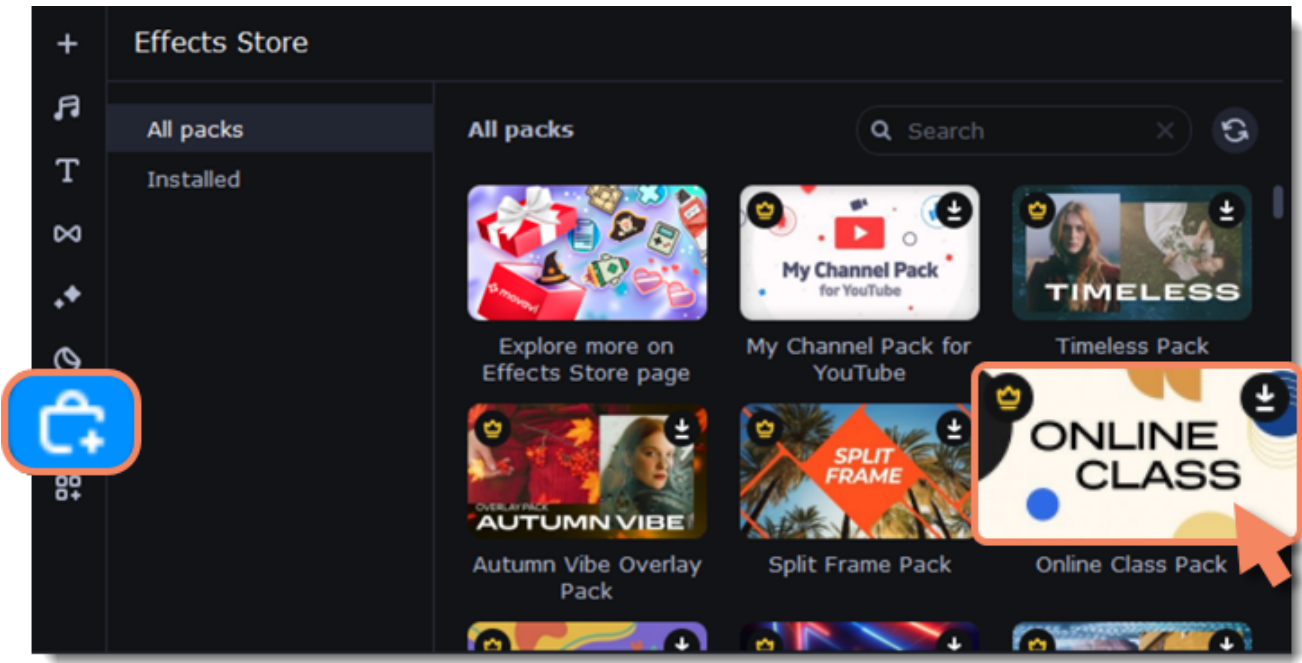 Effects Store
All packs
Installed
All packs
Search
movavi
My Channel Pack
for YouTube
TIMELESS
Explore more on
Effects Store page
My Channel Pack for
YouTube
Timeless Pack
OVERLAY PACK
AUTUMN VIBE
SPLIT
FRAME
ONLINE
CLASS
Autumn Vibe Overlay
Pack
Split Frame Pack
Online Class Pack